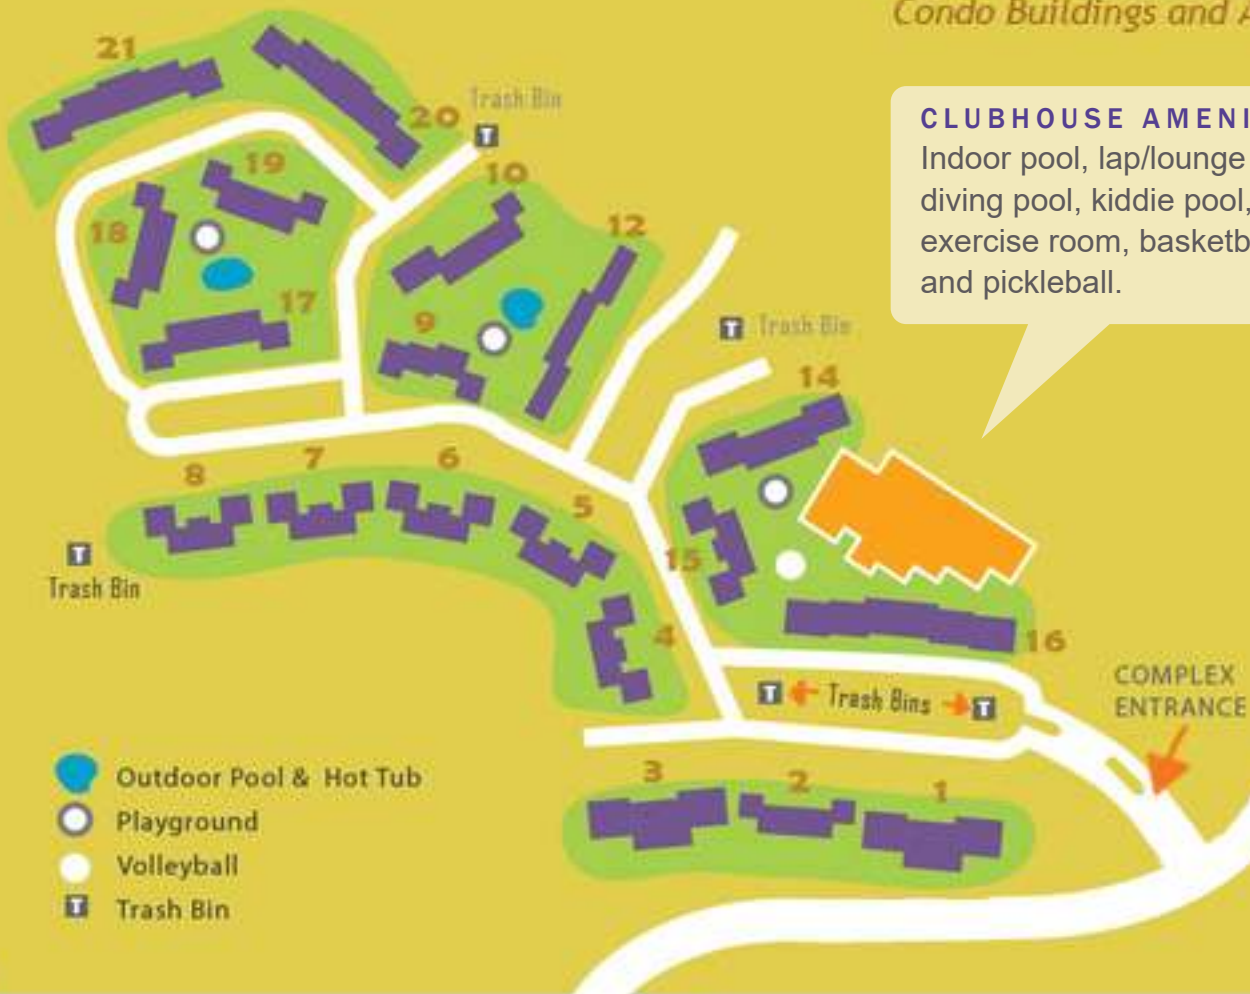 Condo Buildings and A
CLUBHOUSE AMENI
Indoor pool, lap/lounge
diving pool, kiddie pool,
exercise room, basketb
and pickleball.
21
20
Trash Bin
T
19
10
18
12
17
9
T Trash Bin
14
8
7
6
5
15
T
Trash Bin
4
16
T Trash Bins T
COMPLEX
ENTRANCE
3
2
1
Outdoor Pool & Hot Tub
Playground
Volleyball
T Trash Bin